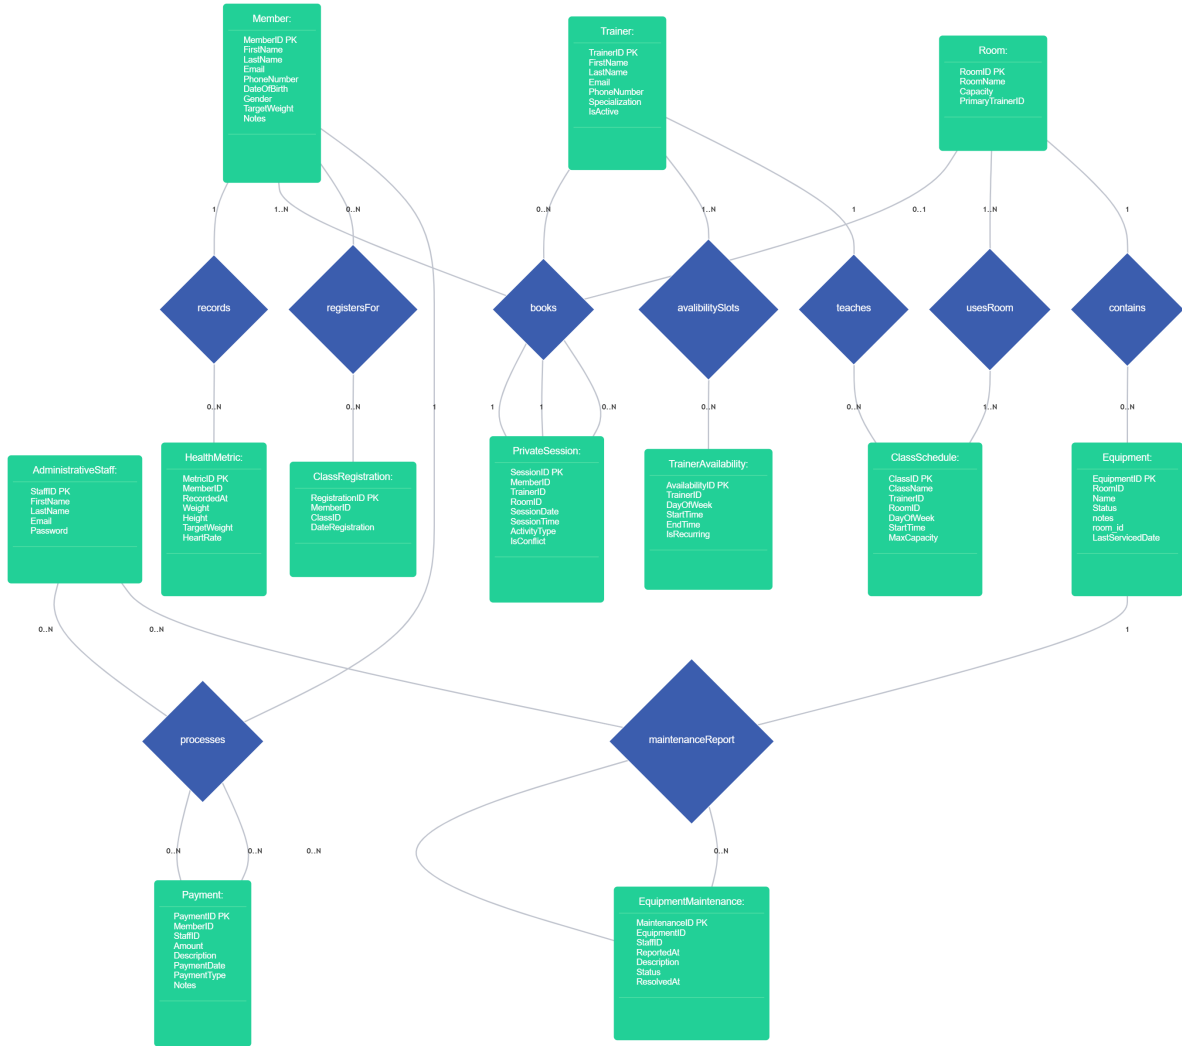 Member:
MemberID PK
FirstName
LastName
Email
PhoneNumber
DateOfBirth
Gender
TargetWeight
Notes
Trainer:
TrainerID PK
FirstName
LastName
Email
PhoneNumber
Specialization
IsActive
Room:
RoomID PK
RoomName
Capacity
PrimaryTrainerID
1
1..N
0..N
0..N
1..N
1
0..1
1..N
1
records
registersFor
books
avalibilitySlots
teaches
usesRoom
contains
0..N
0..N
1
1
1
0..N
0..N
0..N
1..N
0..N
AdministrativeStaff:
StaffID PK
FirstName
LastName
Email
Password
HealthMetric:
MetricID PK
MemberID
RecordedAt
Weight
Height
TargetWeight
HeartRate
ClassRegistration:
RegistrationID PK
MemberID
ClassID
DateRegistration
PrivateSession:
SessionID PK
MemberID
TrainerID
RoomID
SessionDate
SessionTime
ActivityType
IsConflict
TrainerAvailability:
AvailabilityID PK
TrainerID
DayOfWeek
StartTime
EndTime
IsRecurring
ClassSchedule:
ClassID PK
ClassName
TrainerID
RoomID
DayOfWeek
StartTime
MaxCapacity
Equipment:
EquipmentID PK
RoomID
Name
Status
notes
room_id
LastServicedDate
0..N
0..N
1
processes
maintenanceReport
0..N
0..N
0..N
0..N
Payment:
PaymentID PK
MemberID
StaffID
Amount
Description
PaymentDate
PaymentType
Notes
EquipmentMaintenance:
MaintenanceID PK
EquipmentID
StaffID
ReportedAt
Description
Status
ResolvedAt